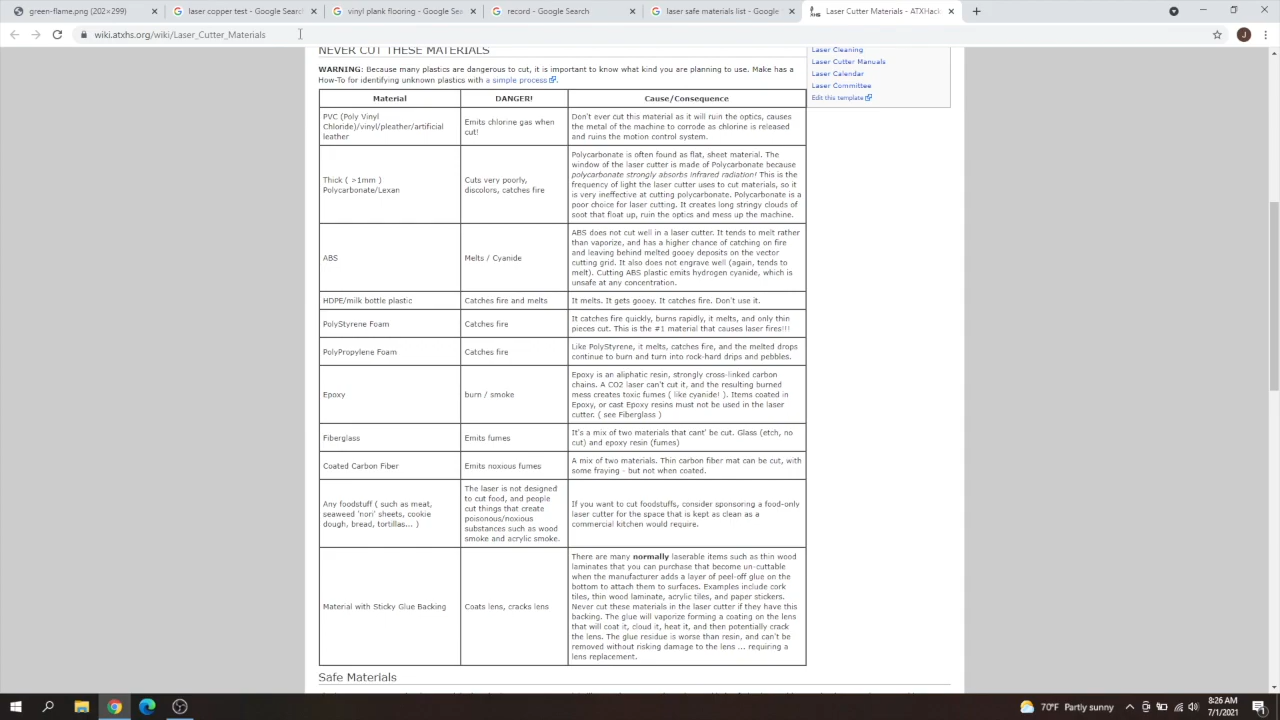 green-flame.png (202×299)
laser copper test - Google Search
vinyl plank flooring - Google Sea
record - Google Search
laser safe materials list - Google
Laser Cutter Materials - ATXHack
wiki.atxhs.org/wiki/Laser_Cutter_Materials
J
NEVER CUT THESE MATERIALS
Laser Cleaning
Laser Cutter Manuals
Laser Calendar
Laser Committee
Edit this template
WARNING: Because many plastics are dangerous to cut, it is important to know what kind you are planning to use. Make has a
How-To for identifying unknown plastics with a simple process.
Material
DANGER!
Cause/Consequence
PVC (Poly Vinyl
Chloride)/vinyl/pleather/artificial
leather
Emits chlorine gas when
cut!
Don't ever cut this material as it will ruin the optics, causes
the metal of the machine to corrode as chlorine is released
and ruins the motion control system.
Thick ( >1mm )
Polycarbonate/Lexan
Cuts very poorly,
discolors, catches fire
Polycarbonate is often found as flat, sheet material. The
window of the laser cutter is made of Polycarbonate because
polycarbonate strongly absorbs infrared radiation! This is the
frequency of light the laser cutter uses to cut materials, so it
is very ineffective at cutting polycarbonate. Polycarbonate is a
poor choice for laser cutting. It creates long stringy clouds of
soot that float up, ruin the optics and mess up the machine.
ABS
Melts / Cyanide
ABS does not cut well in a laser cutter. It tends to melt rather
than vaporize, and has a higher chance of catching on fire
and leaving behind melted gooey deposits on the vector
cutting grid. It also does not engrave well (again, tends to
melt). Cutting ABS plastic emits hydrogen cyanide, which is
unsafe at any concentration.
HDPE/milk bottle plastic
Catches fire and melts
It melts. It gets gooey. It catches fire. Don't use it.
PolyStyrene Foam
Catches fire
It catches fire quickly, burns rapidly, it melts, and only thin
pieces cut. This is the #1 material that causes laser fires!!!
PolyPropylene Foam
Catches fire
Like PolyStyrene, it melts, catches fire, and the melted drops
continue to burn and turn into rock-hard drips and pebbles.
Epoxy
burn / smoke
Epoxy is an aliphatic resin, strongly cross-linked carbon
chains. A CO2 laser can't cut it, and the resulting burned
mess creates toxic fumes ( like cyanide! ). Items coated in
Epoxy, or cast Epoxy resins must not be used in the laser
cutter. ( see Fiberglass )
Fiberglass
Emits fumes
It's a mix of two materials that cant' be cut. Glass (etch, no
cut) and epoxy resin (fumes)
Coated Carbon Fiber
Emits noxious fumes
A mix of two materials. Thin carbon fiber mat can be cut, with
some fraying - but not when coated.
Any foodstuff ( such as meat,
seaweed 'nori' sheets, cookie
dough, bread, tortillas... )
The laser is not designed
to cut food, and people
cut things that create
poisonous/noxious
substances such as wood
smoke and acrylic smoke.
If you want to cut foodstuffs, consider sponsoring a food-only
laser cutter for the space that is kept as clean as a
commercial kitchen would require.
Material with Sticky Glue Backing
Coats lens, cracks lens
There are many normally laserable items such as thin wood
laminates that you can purchase that become un-cuttable
when the manufacturer adds a layer of peel-off glue on the
bottom to attach them to surfaces. Examples include cork
tiles, thin wood laminate, acrylic tiles, and paper stickers.
Never cut these materials in the laser cutter if they have this
backing. The glue will vaporize forming a coating on the lens
that will coat it, cloud it, heat it, and then potentially crack
the lens. The glue residue is worse than resin, and can't be
removed without risking damage to the lens ... requiring a
lens replacement.
Safe Materials
70°F Partly sunny
8:26 AM
7/1/2021